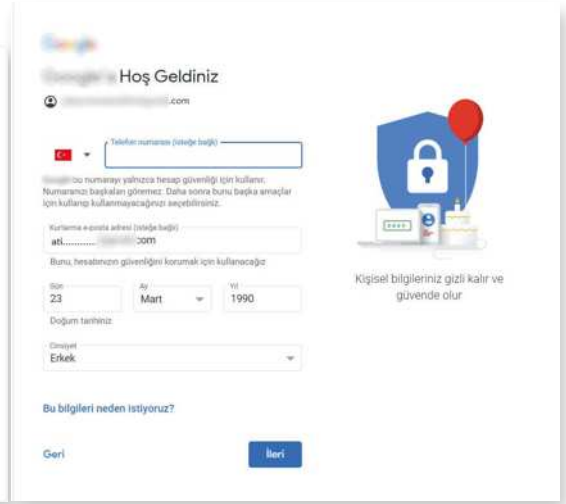 Hoş Geldiniz
.com
Telefon numarası (isteğe bağlı)
bu numarayı yalnızca hesap güvenliği için kullanır.
Numaranızı başkaları göremez. Daha sonra bunu başka amaçlar
için kullanıp kullanmayacağınızı seçebilirsiniz.
Kurtarma e-posta adresi (isteğe bağlı)
ati............ com
Bunu, hesabınızın güvenliğini korumak için kullanacağız
Gün
Ay
Yıl
23
Mart
1990
Doğum tarihiniz
Cinsiyet
Erkek
Bu bilgileri neden istiyoruz?
Geri
İleri
Kişisel bilgileriniz gizli kalır ve
güvende olur